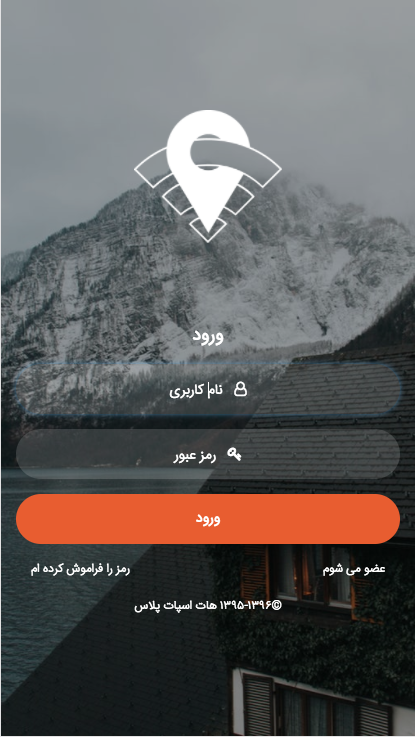 ورود
نام کاربری
رمز عبور
ورود
عضو می شوم
رمز را فراموش کرده ام
©۱۳۹۵-۱۳۹۶ هات اسپات پلاس